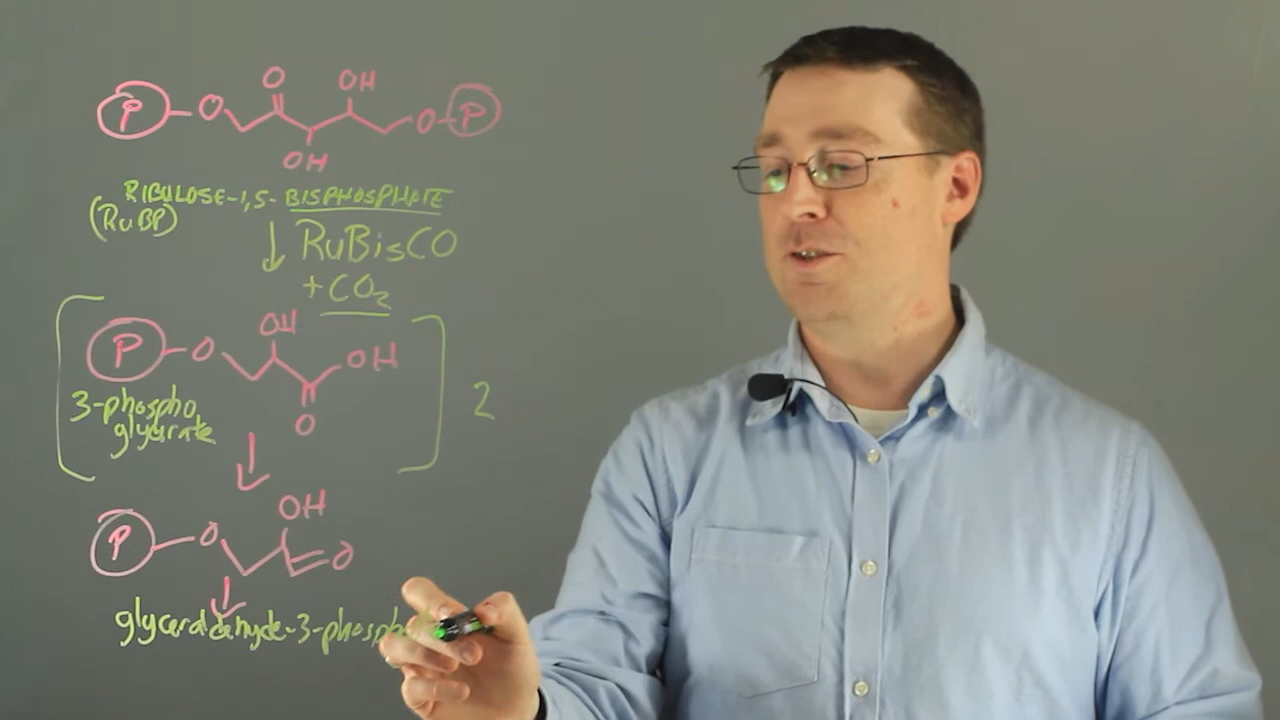 OH
O
P O O P
OH
RIBULOSE-1,5-BISPHOSPHATE
(RuBP)
RuBisCO
+CO2
OH
P O OH
O
3-phospho
glycerate
2
OH
P O O
glyceraldehyde-3-phosph